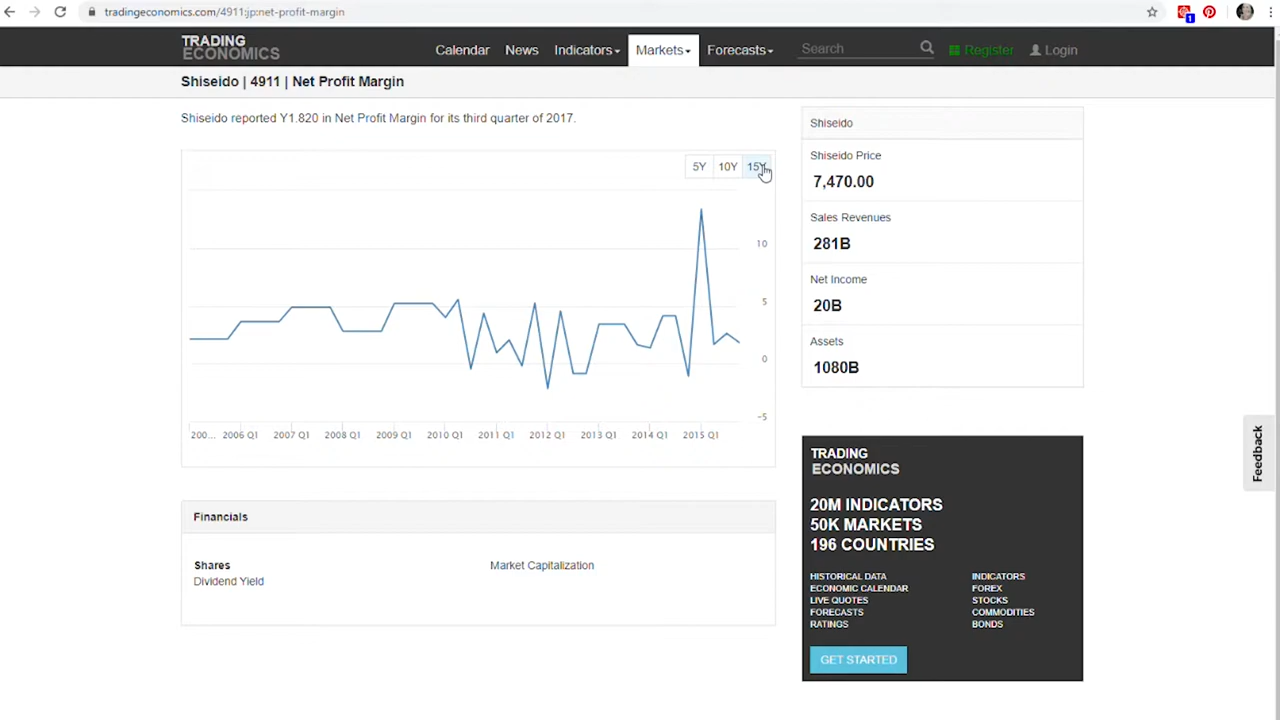 tradingeconomics.com/4911:jp:net-profit-margin
1
TRADING
ECONOMICS
Calendar News Indicators Markets Forecasts Search Register Login
Shiseido | 4911 | Net Profit Margin
Shiseido reported Y1.820 in Net Profit Margin for its third quarter of 2017.
5Y 10Y 15Y
10
5
0
-5
200... 2006 Q1 2007 Q1 2008 Q1 2009 Q1 2010 Q1 2011 Q1 2012 Q1 2013 Q1 2014 Q1 2015 Q1
Financials
Shares
Dividend Yield
Market Capitalization
Shiseido
Shiseido Price
7,470.00
Sales Revenues
281B
Net Income
20B
Assets
1080B
TRADING
ECONOMICS
20M INDICATORS
50K MARKETS
196 COUNTRIES
HISTORICAL DATA
ECONOMIC CALENDAR
LIVE QUOTES
FORECASTS
RATINGS
INDICATORS
FOREX
STOCKS
COMMODITIES
BONDS
GET STARTED
Feedback